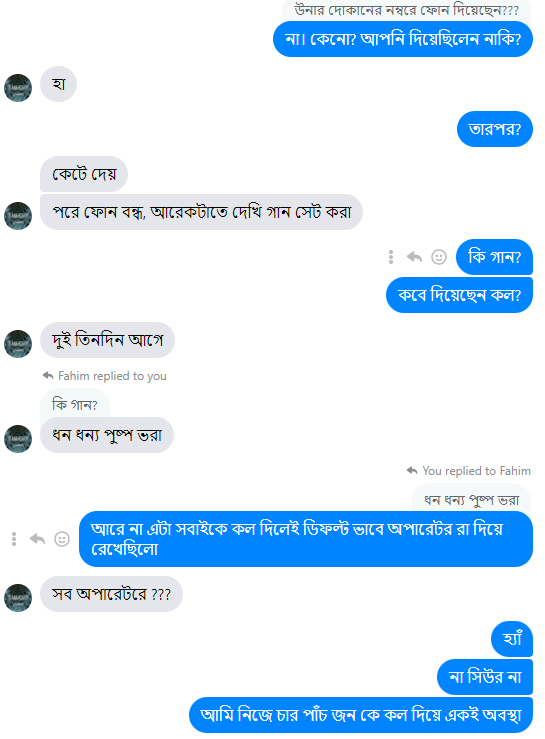 উনার দোকানের নম্বরে ফোন দিয়েছেন???
না। কেনো? আপনি দিয়েছিলেন নাকি?
হা
তারপর?
কেটে দেয়
পরে ফোন বন্ধ, আরেকটাতে দেখি গান সেট করা
কি গান?
কবে দিয়েছেন কল?
দুই তিনদিন আগে
Fahim replied to you
কি গান?
ধন ধন্য পুষ্প ভরা
You replied to Fahim
ধন ধন্য পুষ্প ভরা
আরে না এটা সবাইকে কল দিলেই ডিফল্ট ভাবে অপারেটর রা দিয়ে
রেখেছিলো
সব অপারেটরে ???
হ্যাঁ
না সিউর না
আমি নিজে চার পাঁচ জন কে কল দিয়ে একই অবস্থা